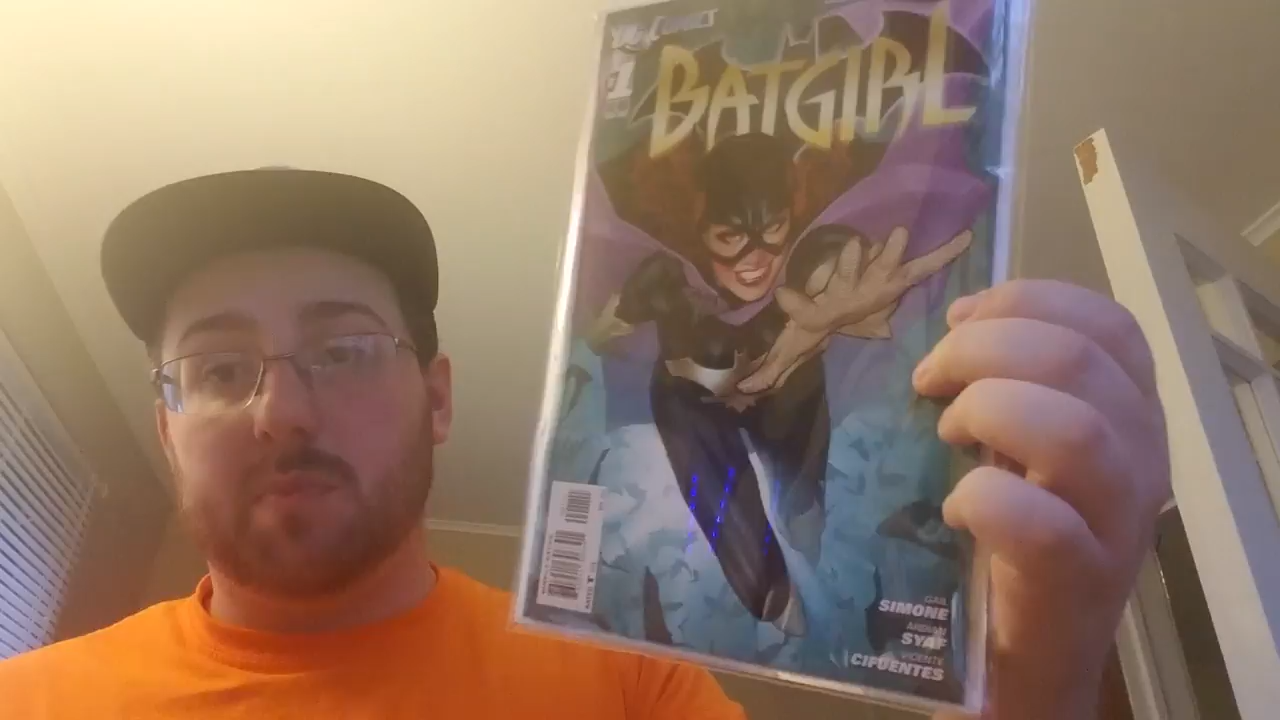 #1
BATGIRL
GAIL
SIMONE
ARDIAN
SYAF
VICENTE
CIFUENTES